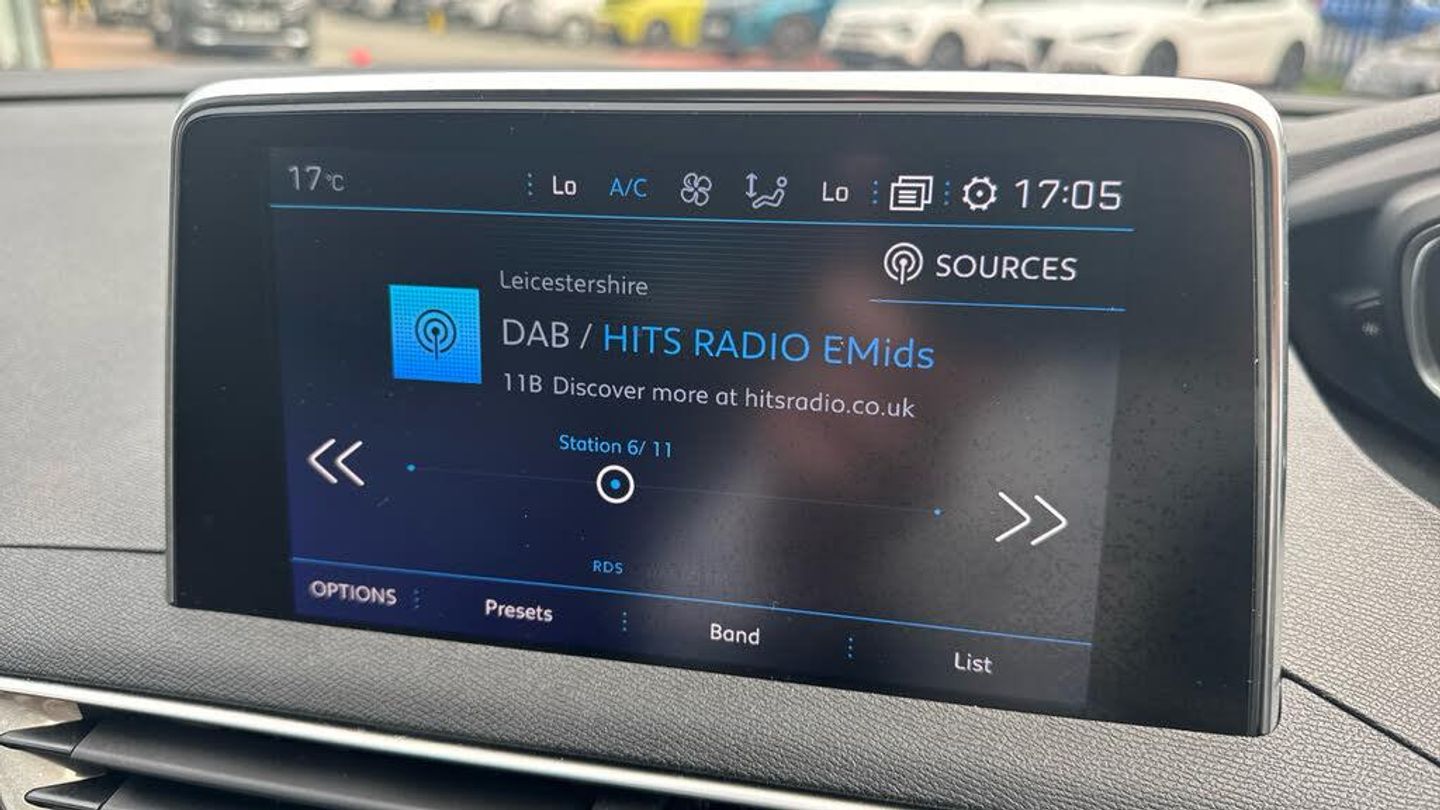 17°C Lo A/C Lo 17:05
SOURCES
Leicestershire
DAB / HITS RADIO EMids
11B Discover more at hitsradio.co.uk
Station 6/ 11
RDS
OPTIONS Presets Band List